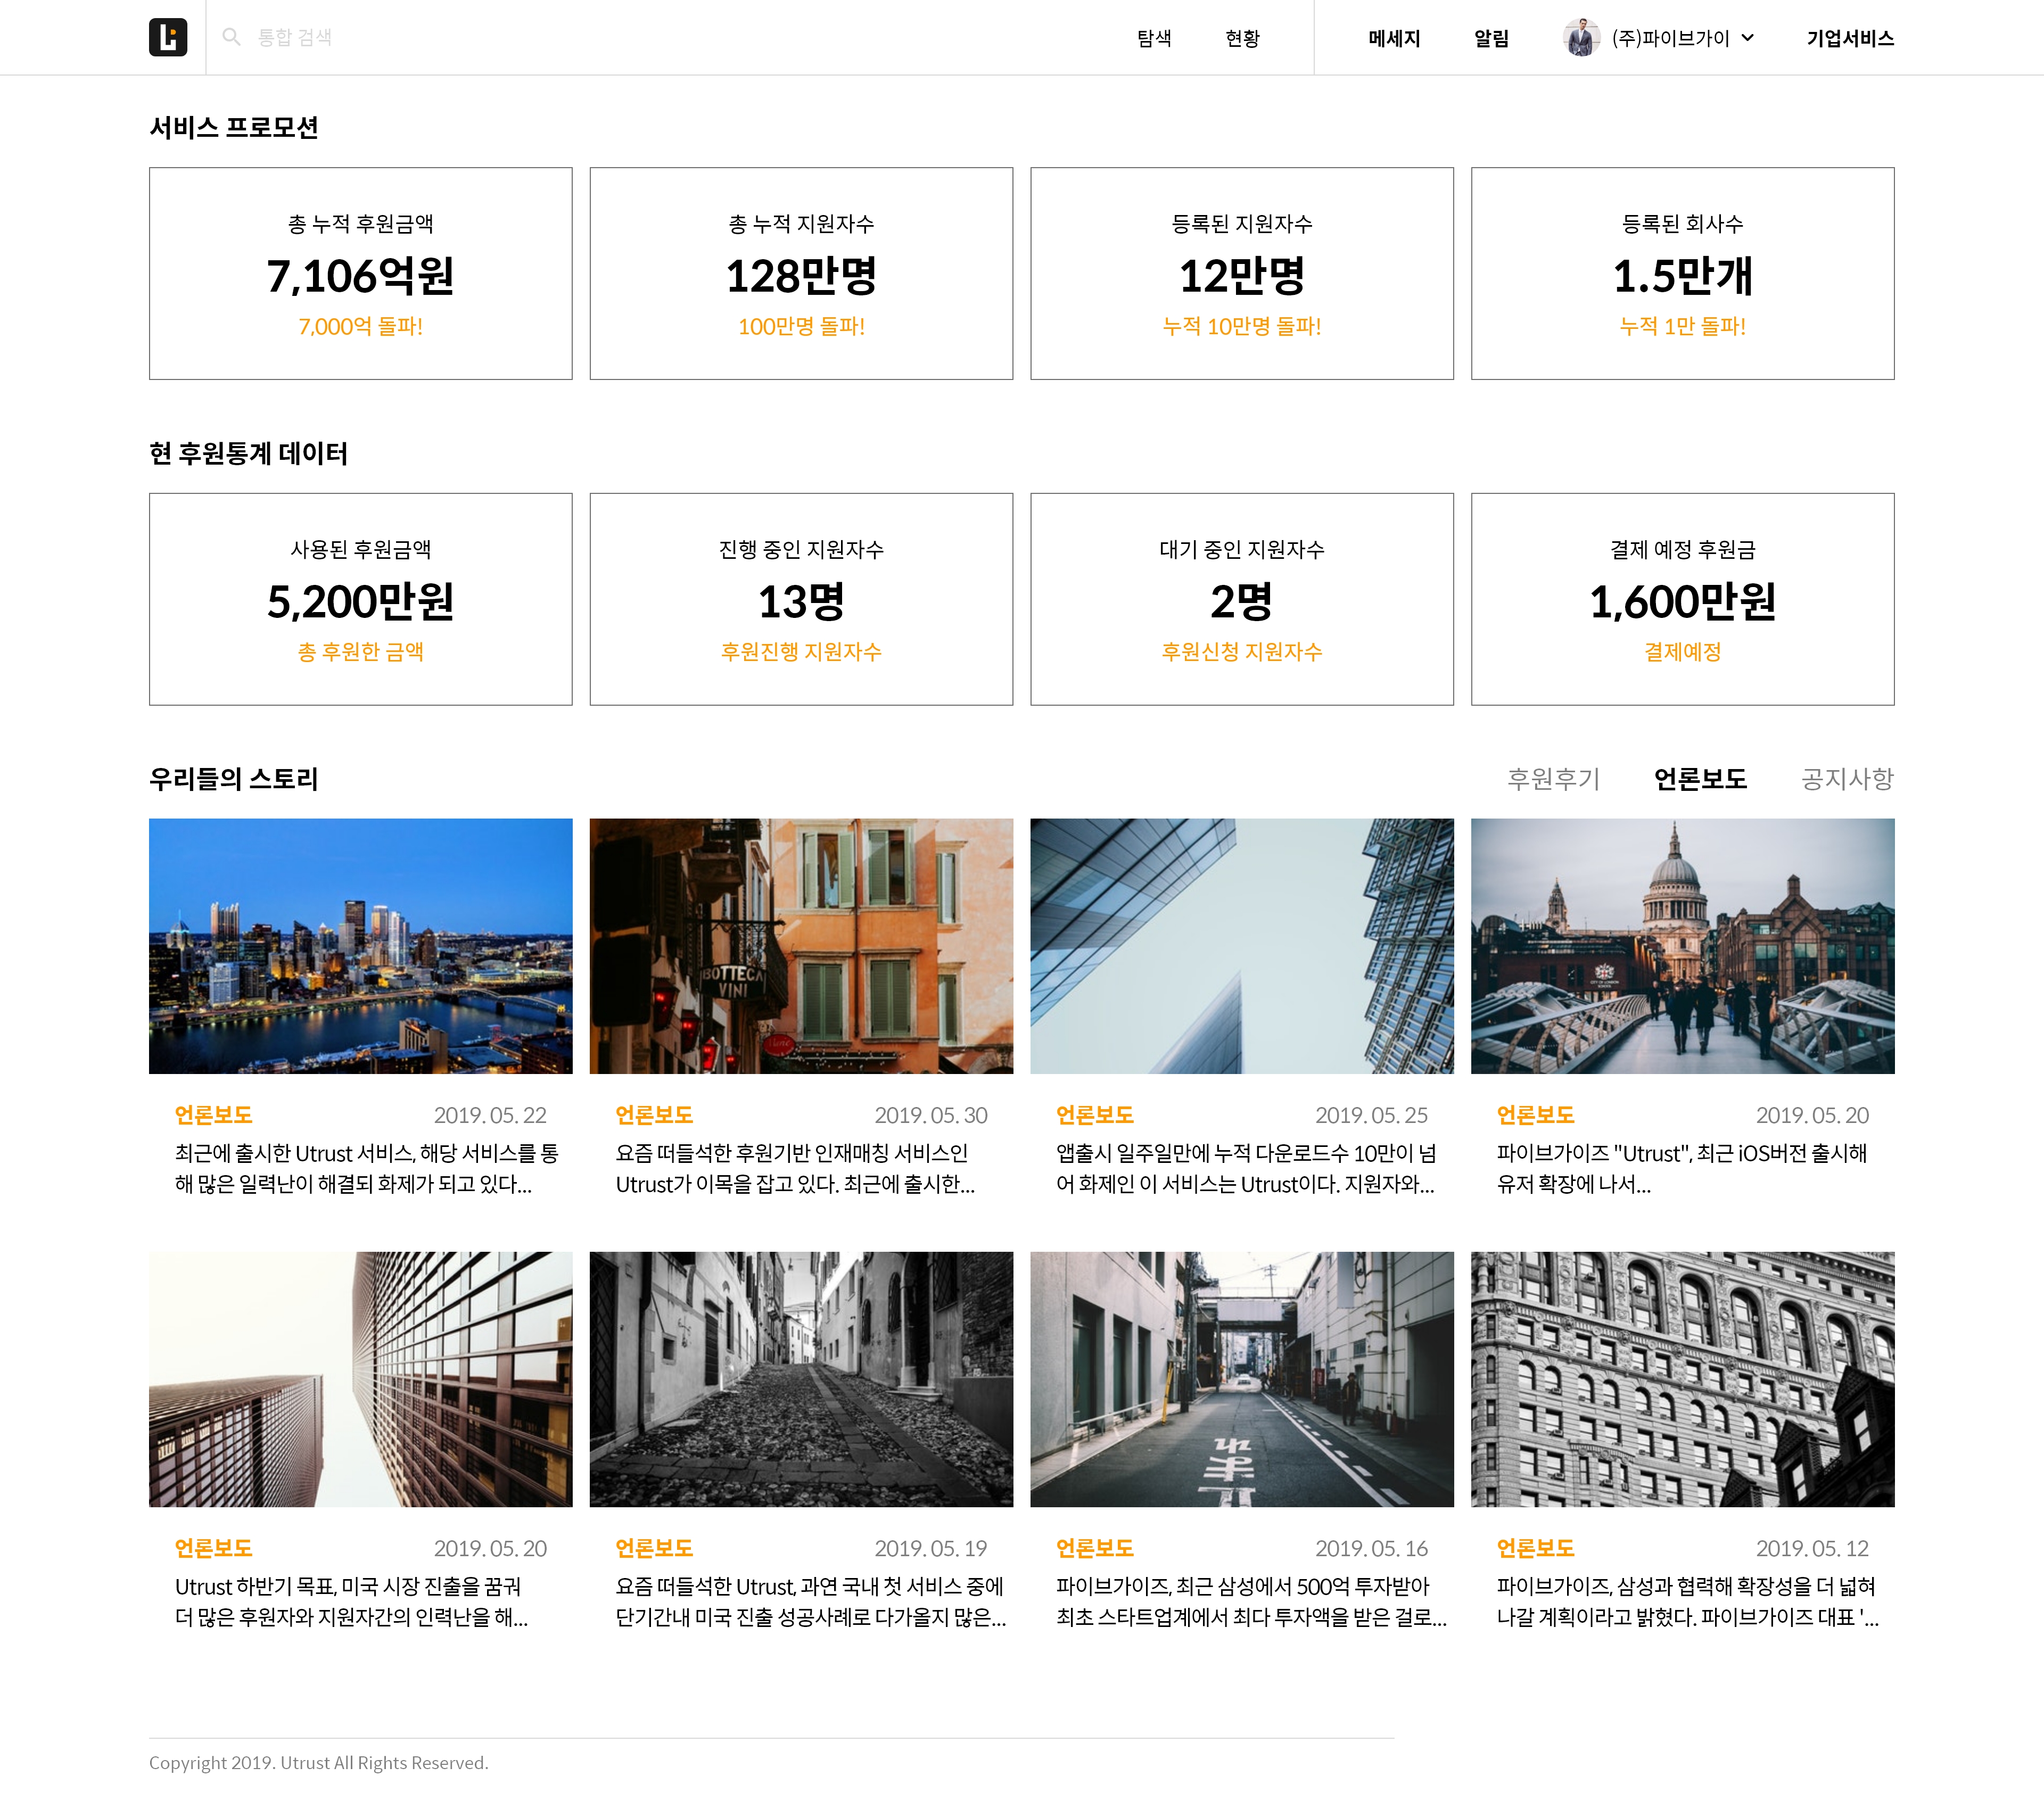 통합 검색
탐색
현황
메세지
알림
(주)파이브가이
기업서비스
서비스 프로모션
총 누적 후원금액
7,106억원
7,000억 돌파!
총 누적 지원자수
128만명
100만명 돌파!
등록된 지원자수
12만명
누적 10만명 돌파!
등록된 회사수
1.5만개
누적 1만 돌파!
현 후원통계 데이터
사용된 후원금액
5,200만원
총 후원한 금액
진행 중인 지원자수
13명
후원진행 지원자수
대기 중인 지원자수
2명
후원신청 지원자수
결제 예정 후원금
1,600만원
결제예정
우리들의 스토리
후원후기
언론보도
공지사항
언론보도
2019. 05. 22
최근에 출시한 Utrust 서비스, 해당 서비스를 통
해 많은 일력난이 해결되 화제가 되고 있다...
BOTTEGA
VINI
언론보도
2019. 05. 30
요즘 떠들석한 후원기반 인재매칭 서비스인
Utrust가 이목을 잡고 있다. 최근에 출시한...
언론보도
2019. 05. 25
앱출시 일주일만에 누적 다운로드수 10만이 넘
어 화제인 이 서비스는 Utrust이다. 지원자와...
CITY OF LONDON
SCHOOL
언론보도
2019. 05. 20
파이브가이즈 "Utrust", 최근 iOS버전 출시해
유저 확장에 나서...
언론보도
2019. 05. 20
Utrust 하반기 목표, 미국 시장 진출을 꿈궈
더 많은 후원자와 지원자간의 인력난을 해...
언론보도
2019. 05. 19
요즘 떠들석한 Utrust, 과연 국내 첫 서비스 중에
단기간내 미국 진출 성공사례로 다가올지 많은...
언론보도
2019. 05. 16
파이브가이즈, 최근 삼성에서 500억 투자받아
최초 스타트업계에서 최다 투자액을 받은 걸로...
언론보도
2019. 05. 12
파이브가이즈, 삼성과 협력해 확장성을 더 넓혀
나갈 계획이라고 밝혔다. 파이브가이즈 대표 '...
Copyright 2019. Utrust All Rights Reserved.